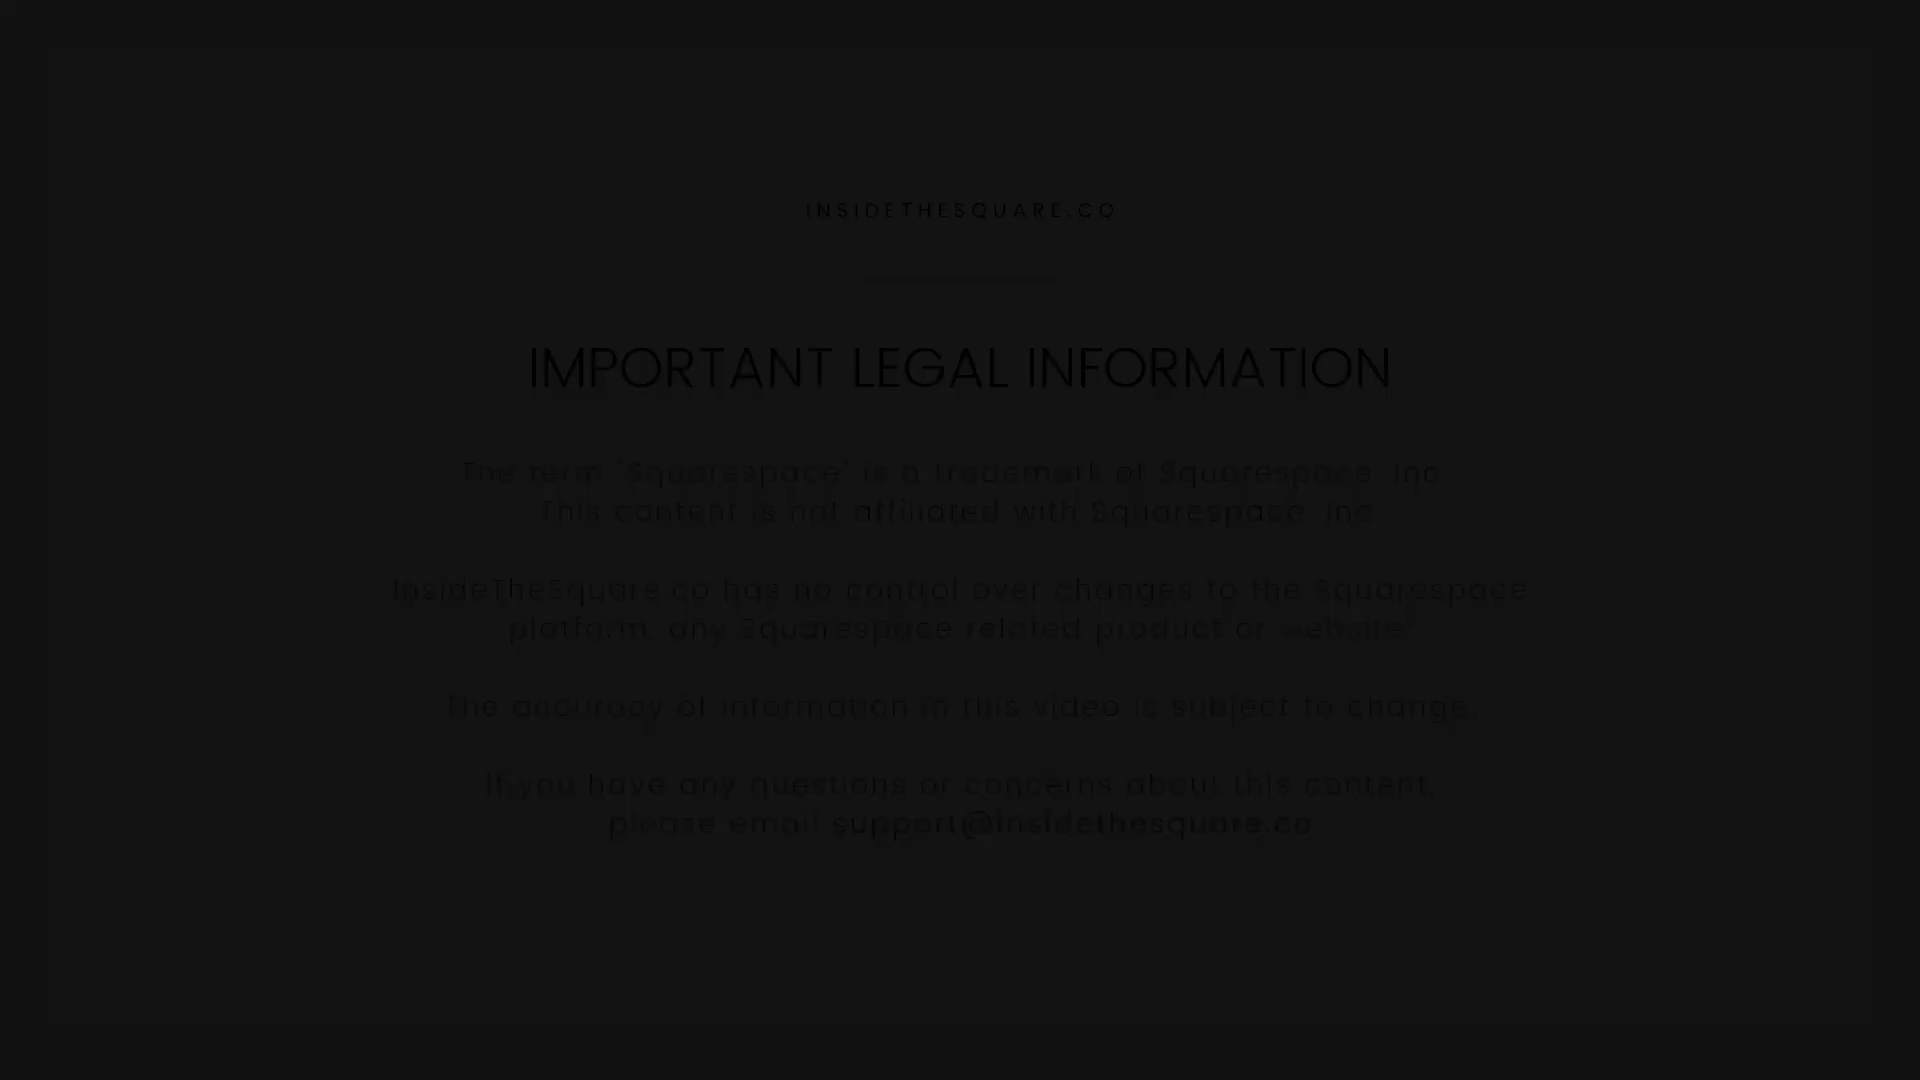 INSIDETHESQUARE.CO
IMPORTANT LEGAL INFORMATION
The term "Squarespace" is a trademark of Squarespace, Inc.
This content is not affiliated with Squarespace, Inc.
InsideTheSquare.co has no control over changes to the Squarespace
platform, any Squarespace related product or website.
The accuracy of information in this video is subject to change.
If you have any questions or concerns about this content,
please email support@insidethesquare.co